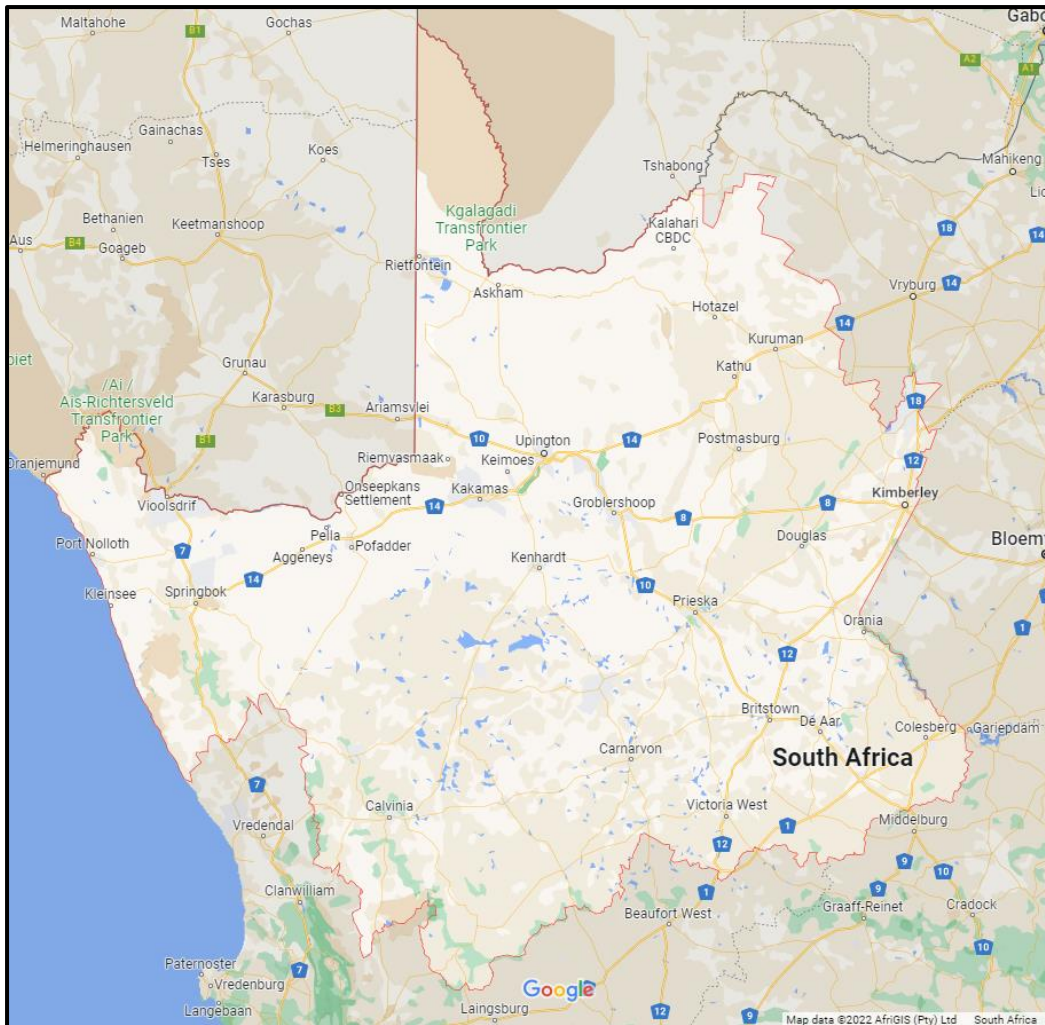 Maltahohe
B1
Gochas
A2
A1
Gainachas
Helmeringhausen
Tses
Koes
Tshabong
Mahikeng
Bethanien
Keetmanshoop
Kgalagadi
Transfrontier
Park
Kalahari
CBDC
18
14
Aus
B4
Goageb
Rietfontein
Askham
Vryburg
14
Hotazel
14
Kuruman
Grunau
Kathu
/Ai /
Ais-Richtersveld
Transfrontier
Park
Karasburg
B3
Ariamsvlei
18
B1
10
Upington
14
Postmasburg
Riemvasmaak
Keimoes
12
Oranjemund
Onseepkans
Settlement
Kakamas
Kimberley
Vioolsdrif
14
Groblershoop
8
8
Pella
Port Nolloth
7
Aggeneys
Pofadder
Douglas
Kenhardt
14
10
Kleinsee
Springbok
Prieska
Orania
1
12
Britstown
De Aar
Colesberg
Gariepdam
Carnarvon
South Africa
7
Calvinia
Victoria West
1
Middelburg
Vredendal
12
9
10
Clanwilliam
1
9
Beaufort West
Graaff-Reinet
Cradock
10
Paternoster
7
Vredenburg
Google
Langebaan
Laingsburg
12
9
Map data ©2022 AfriGIS (Pty) Ltd South Africa